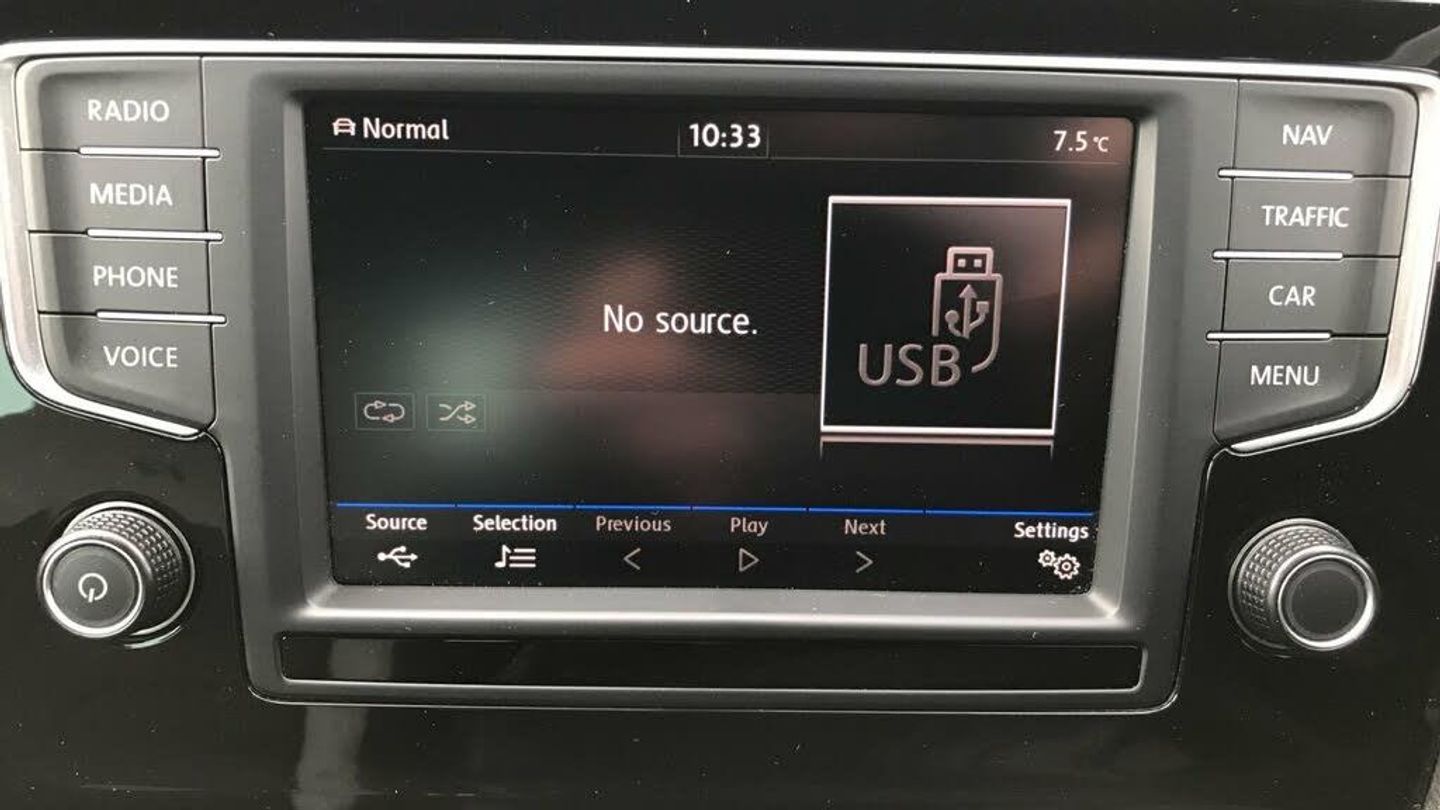 RADIO
MEDIA
PHONE
VOICE
Normal
10:33
7.5 °C
No source.
USB
Source
Selection
Previous
Play
Next
Settings
NAV
TRAFFIC
CAR
MENU